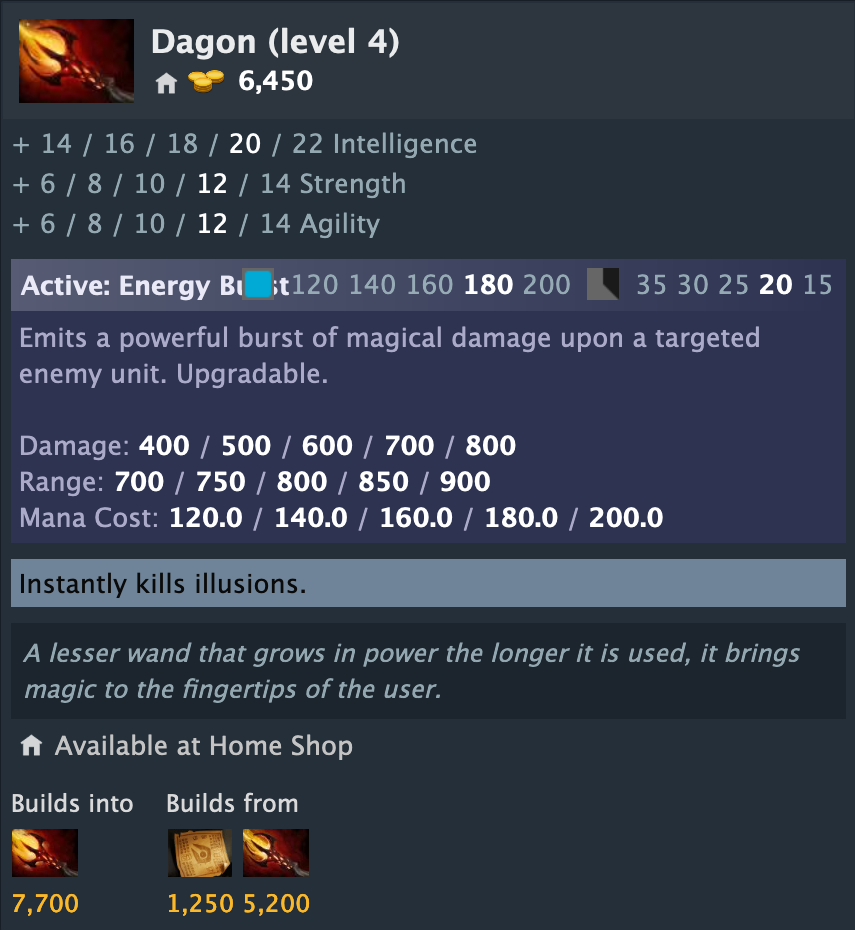 Dagon (level 4)
6,450
+ 14 / 16 / 18 / 20 / 22 Intelligence
+ 6 / 8 / 10 / 12 / 14 Strength
+ 6 / 8 / 10 / 12 / 14 Agility
Active: Energy Burst 120 140 160 180 200 35 30 25 20 15
Emits a powerful burst of magical damage upon a targeted
enemy unit. Upgradable.
Damage: 400 / 500 / 600 / 700 / 800
Range: 700 / 750 / 800 / 850 / 900
Mana Cost: 120.0 / 140.0 / 160.0 / 180.0 / 200.0
Instantly kills illusions.
A lesser wand that grows in power the longer it is used, it brings
magic to the fingertips of the user.
Available at Home Shop
Builds into Builds from
7,700 1,250 5,200